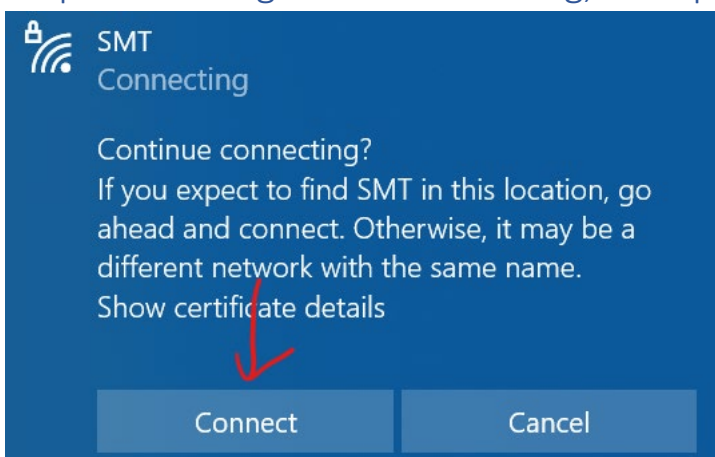 SMT
Connecting
Continue connecting?
If you expect to find SMT in this location, go
ahead and connect. Otherwise, it may be a
different network with the same name.
Show certificate details
Connect
Cancel